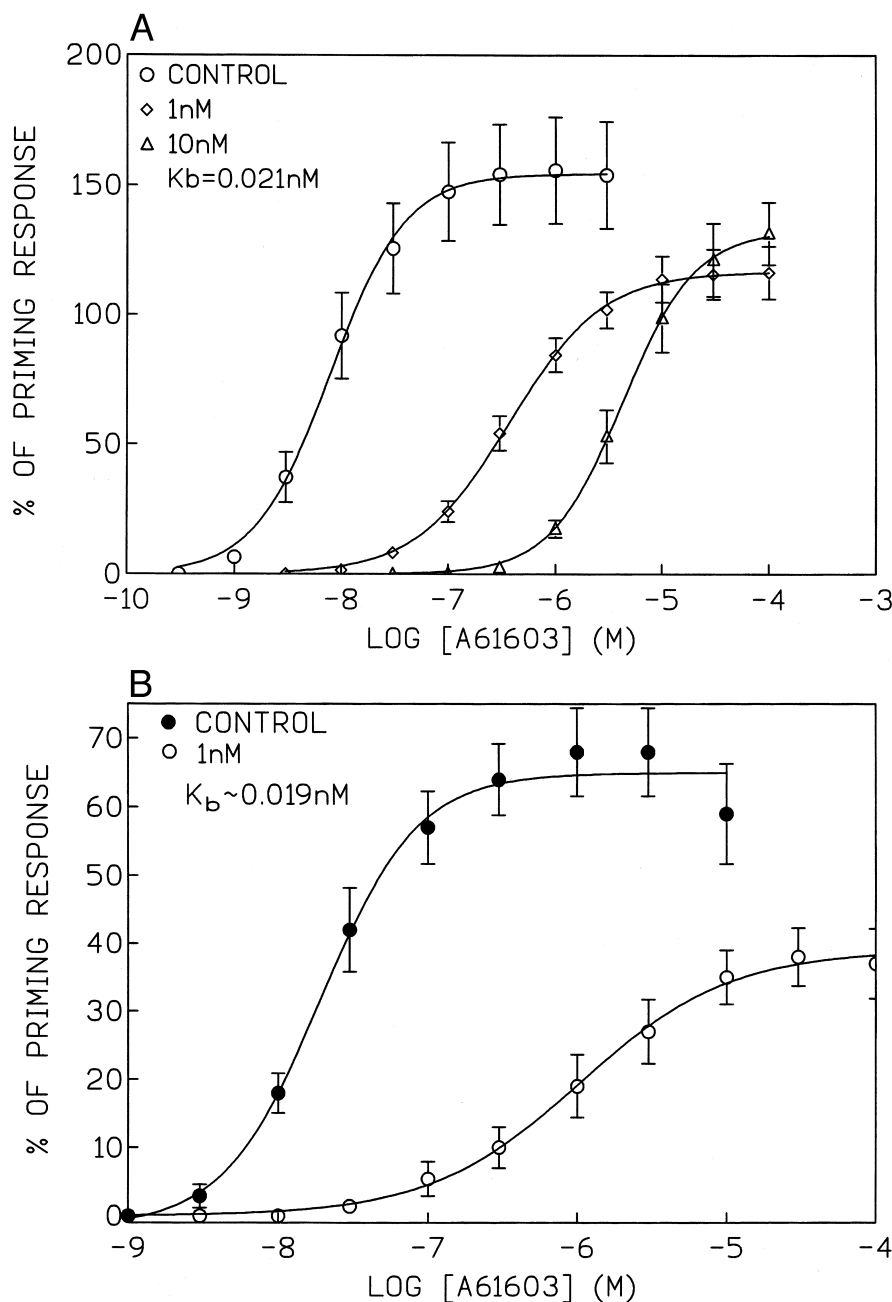 A
200
150
100
50
0
% OF PRIMING RESPONSE
○ CONTROL
◇ 1nM
△ 10nM
Kb=0.021nM
-10 -9 -8 -7 -6 -5 -4 -3
LOG [A61603] (M)
B
70
60
50
40
30
20
10
0
% OF PRIMING RESPONSE
● CONTROL
○ 1nM
K_b~0.019nM
-9 -8 -7 -6 -5 -4
LOG [A61603] (M)